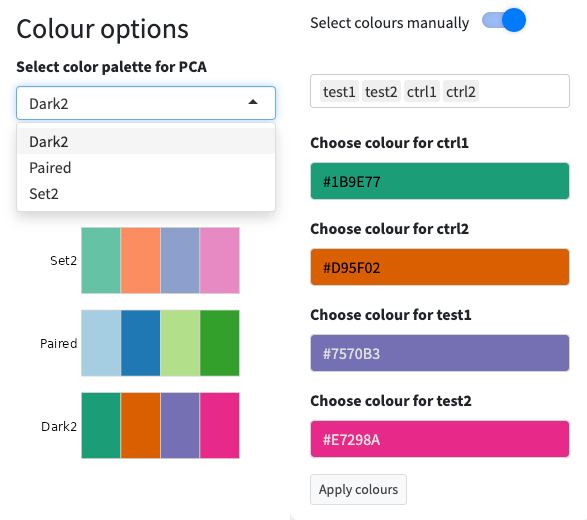 Colour options
Select color palette for PCA
Dark2
Dark2
Paired
Set2
Set2
Paired
Dark2
Select colours manually
test1 test2 ctrl1 ctrl2
Choose colour for ctrl1
#1B9E77
Choose colour for ctrl2
#D95F02
Choose colour for test1
#7570B3
Choose colour for test2
#E7298A
Apply colours